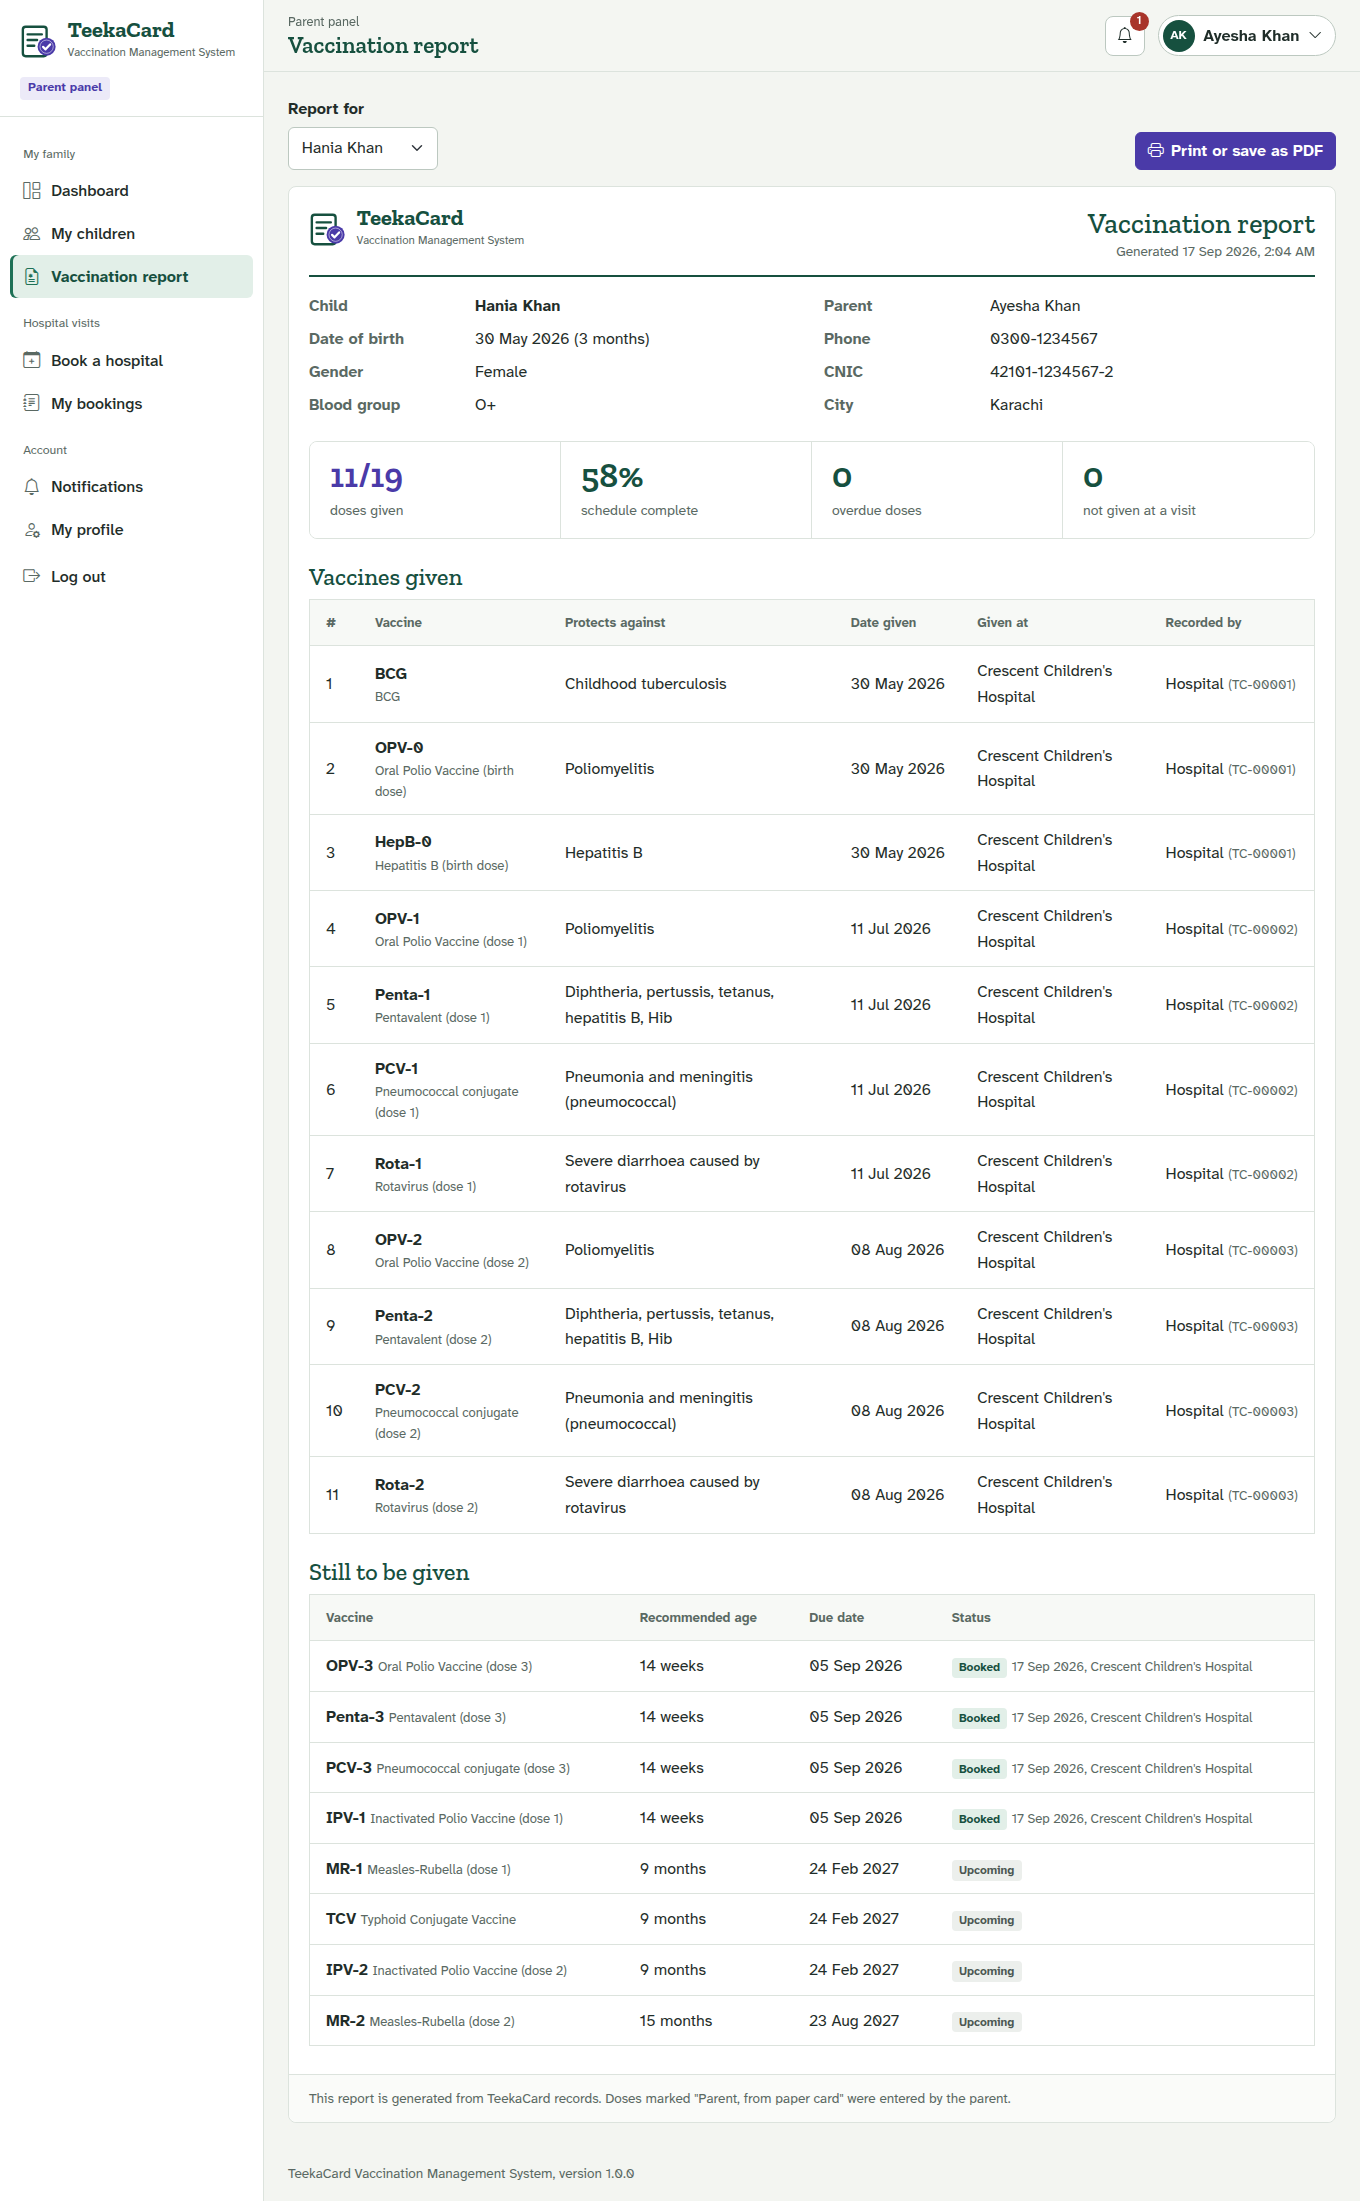 TeekaCard
Vaccination Management System
Parent panel
My family
Dashboard
My children
Vaccination report
Hospital visits
Book a hospital
My bookings
Account
Notifications
My profile
Log out
Parent panel
Vaccination report
1
AK Ayesha Khan
Report for
Hania Khan
Print or save as PDF
TeekaCard
Vaccination Management System
Vaccination report
Generated 17 Sep 2026, 2:04 AM
Child Hania Khan Parent Ayesha Khan
Date of birth 30 May 2026 (3 months) Phone 0300-1234567
Gender Female CNIC 42101-1234567-2
Blood group O+ City Karachi
11/19 58% 0 0
doses given schedule complete overdue doses not given at a visit
Vaccines given
# Vaccine Protects against Date given Given at Recorded by
1 BCG Childhood tuberculosis 30 May 2026 Crescent Children's Hospital (TC-00001)
BCG Hospital
2 OPV-0 Poliomyelitis 30 May 2026 Crescent Children's Hospital (TC-00001)
Oral Polio Vaccine (birth Hospital
dose)
3 HepB-0 Hepatitis B 30 May 2026 Crescent Children's Hospital (TC-00001)
Hepatitis B (birth dose) Hospital
4 OPV-1 Poliomyelitis 11 Jul 2026 Crescent Children's Hospital (TC-00002)
Oral Polio Vaccine (dose 1) Hospital
5 Penta-1 Diphtheria, pertussis, tetanus, 11 Jul 2026 Crescent Children's Hospital (TC-00002)
Pentavalent (dose 1) hepatitis B, Hib Hospital
6 PCV-1 Pneumonia and meningitis 11 Jul 2026 Crescent Children's Hospital (TC-00002)
Pneumococcal conjugate (pneumococcal) Hospital
(dose 1)
7 Rota-1 Severe diarrhoea caused by 11 Jul 2026 Crescent Children's Hospital (TC-00002)
Rotavirus (dose 1) rotavirus Hospital
8 OPV-2 Poliomyelitis 08 Aug 2026 Crescent Children's Hospital (TC-00003)
Oral Polio Vaccine (dose 2) Hospital
9 Penta-2 Diphtheria, pertussis, tetanus, 08 Aug 2026 Crescent Children's Hospital (TC-00003)
Pentavalent (dose 2) hepatitis B, Hib Hospital
10 PCV-2 Pneumonia and meningitis 08 Aug 2026 Crescent Children's Hospital (TC-00003)
Pneumococcal conjugate (pneumococcal) Hospital
(dose 2)
11 Rota-2 Severe diarrhoea caused by 08 Aug 2026 Crescent Children's Hospital (TC-00003)
Rotavirus (dose 2) rotavirus Hospital
Still to be given
Vaccine Recommended age Due date Status
OPV-3 Oral Polio Vaccine (dose 3) 14 weeks 05 Sep 2026 Booked 17 Sep 2026, Crescent Children's Hospital
Penta-3 Pentavalent (dose 3) 14 weeks 05 Sep 2026 Booked 17 Sep 2026, Crescent Children's Hospital
PCV-3 Pneumococcal conjugate (dose 3) 14 weeks 05 Sep 2026 Booked 17 Sep 2026, Crescent Children's Hospital
IPV-1 Inactivated Polio Vaccine (dose 1) 14 weeks 05 Sep 2026 Booked 17 Sep 2026, Crescent Children's Hospital
MR-1 Measles-Rubella (dose 1) 9 months 24 Feb 2027 Upcoming
TCV Typhoid Conjugate Vaccine 9 months 24 Feb 2027 Upcoming
IPV-2 Inactivated Polio Vaccine (dose 2) 9 months 24 Feb 2027 Upcoming
MR-2 Measles-Rubella (dose 2) 15 months 23 Aug 2027 Upcoming
This report is generated from TeekaCard records. Doses marked "Parent, from paper card" were entered by the parent.
TeekaCard Vaccination Management System, version 1.0.0